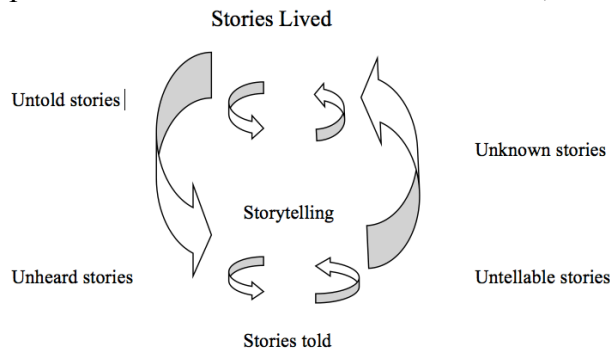 Stories Lived
Untold stories
Unknown stories
Storytelling
Unheard stories
Untellable stories
Stories told